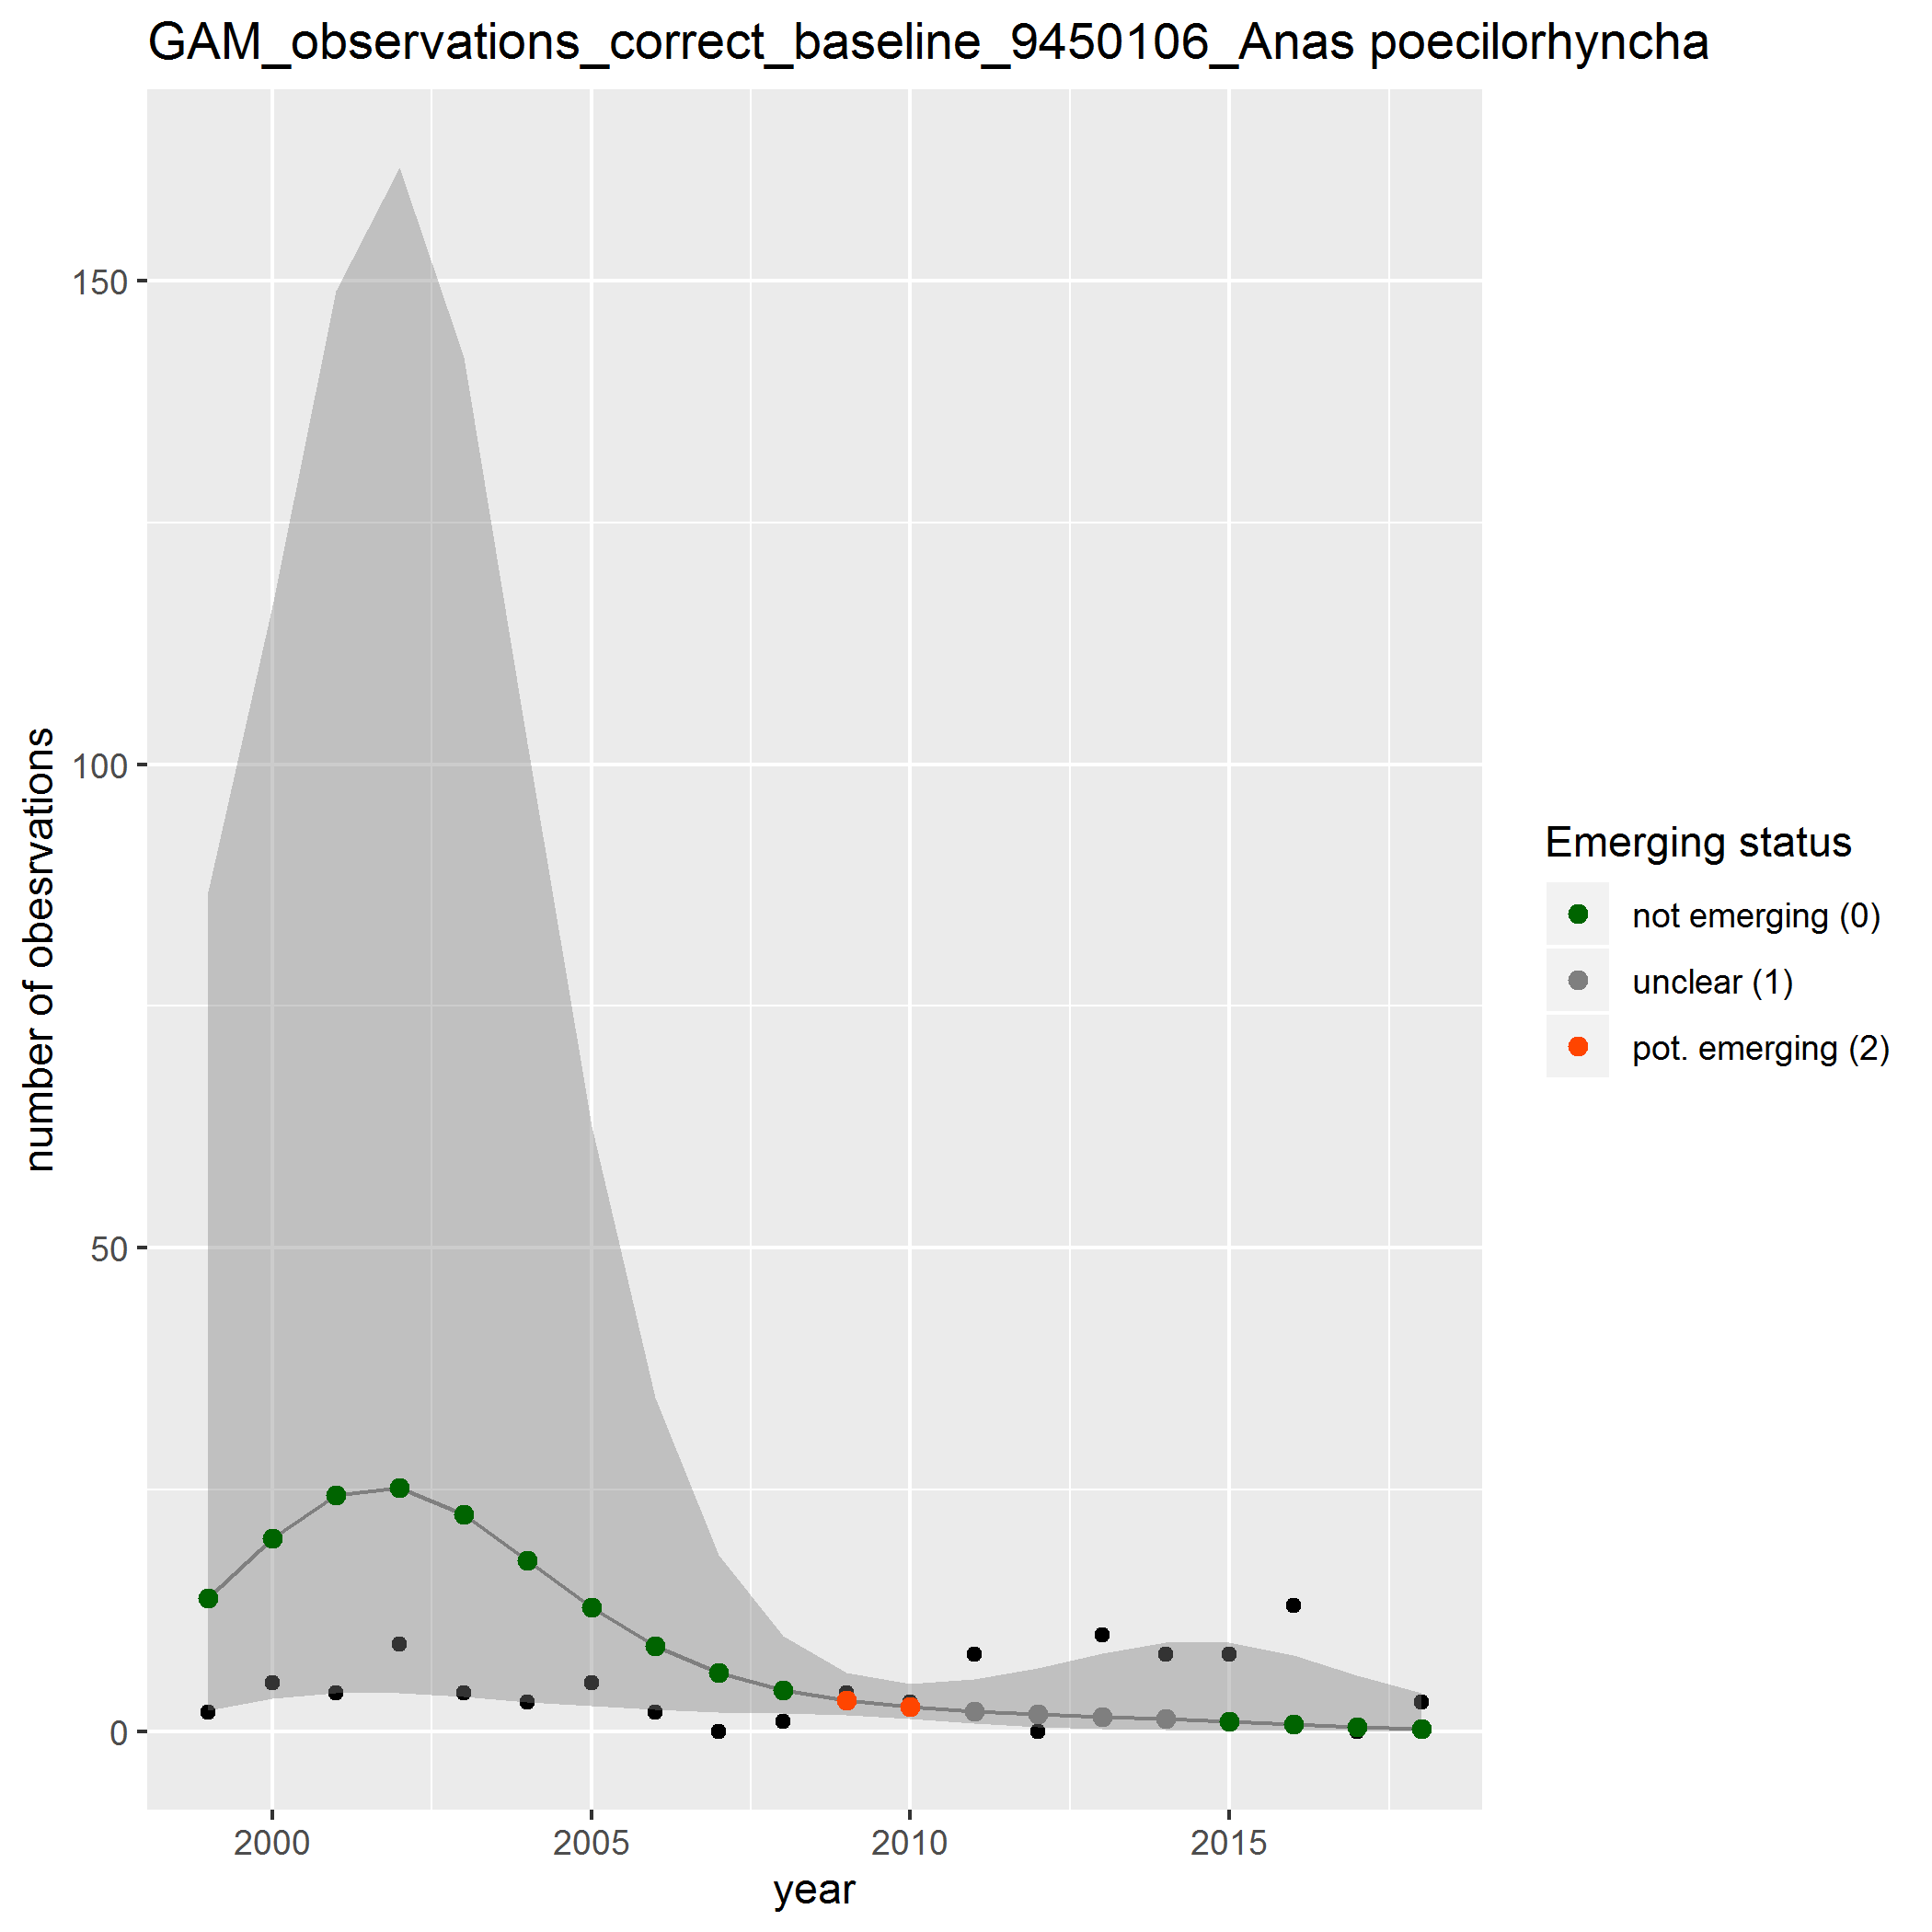 GAM_observations_correct_baseline_9450106_Anas poecilorhyncha
150
100
50
0
number of obesrvations
2000
2005
2010
2015
year
Emerging status
not emerging (0)
unclear (1)
pot. emerging (2)